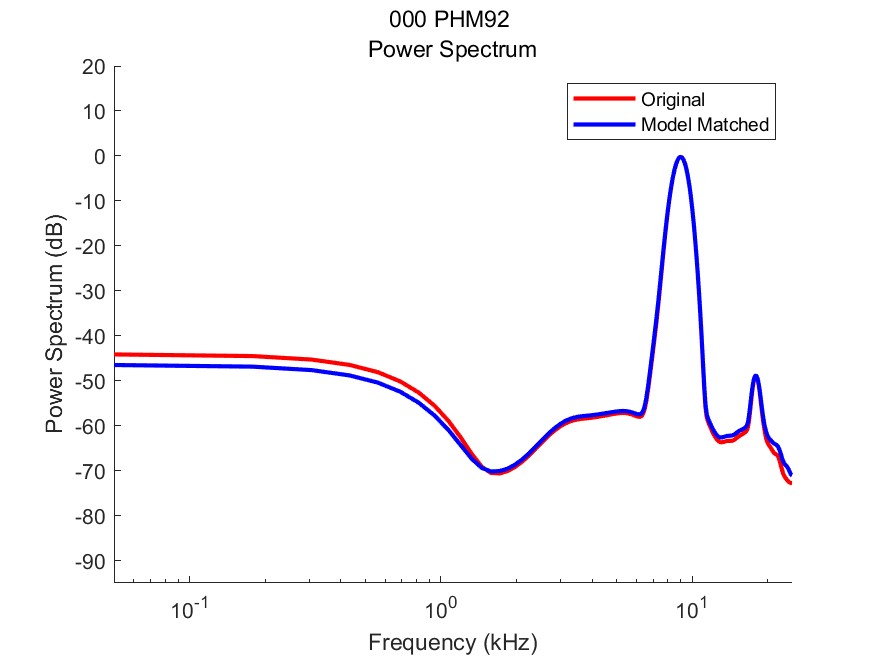 000 PHM92
Power Spectrum
20
10
0
-10
-20
-30
-40
-50
-60
-70
-80
-90
Power Spectrum (dB)
Original
Model Matched
10^-1
10^0
10^1
Frequency (kHz)